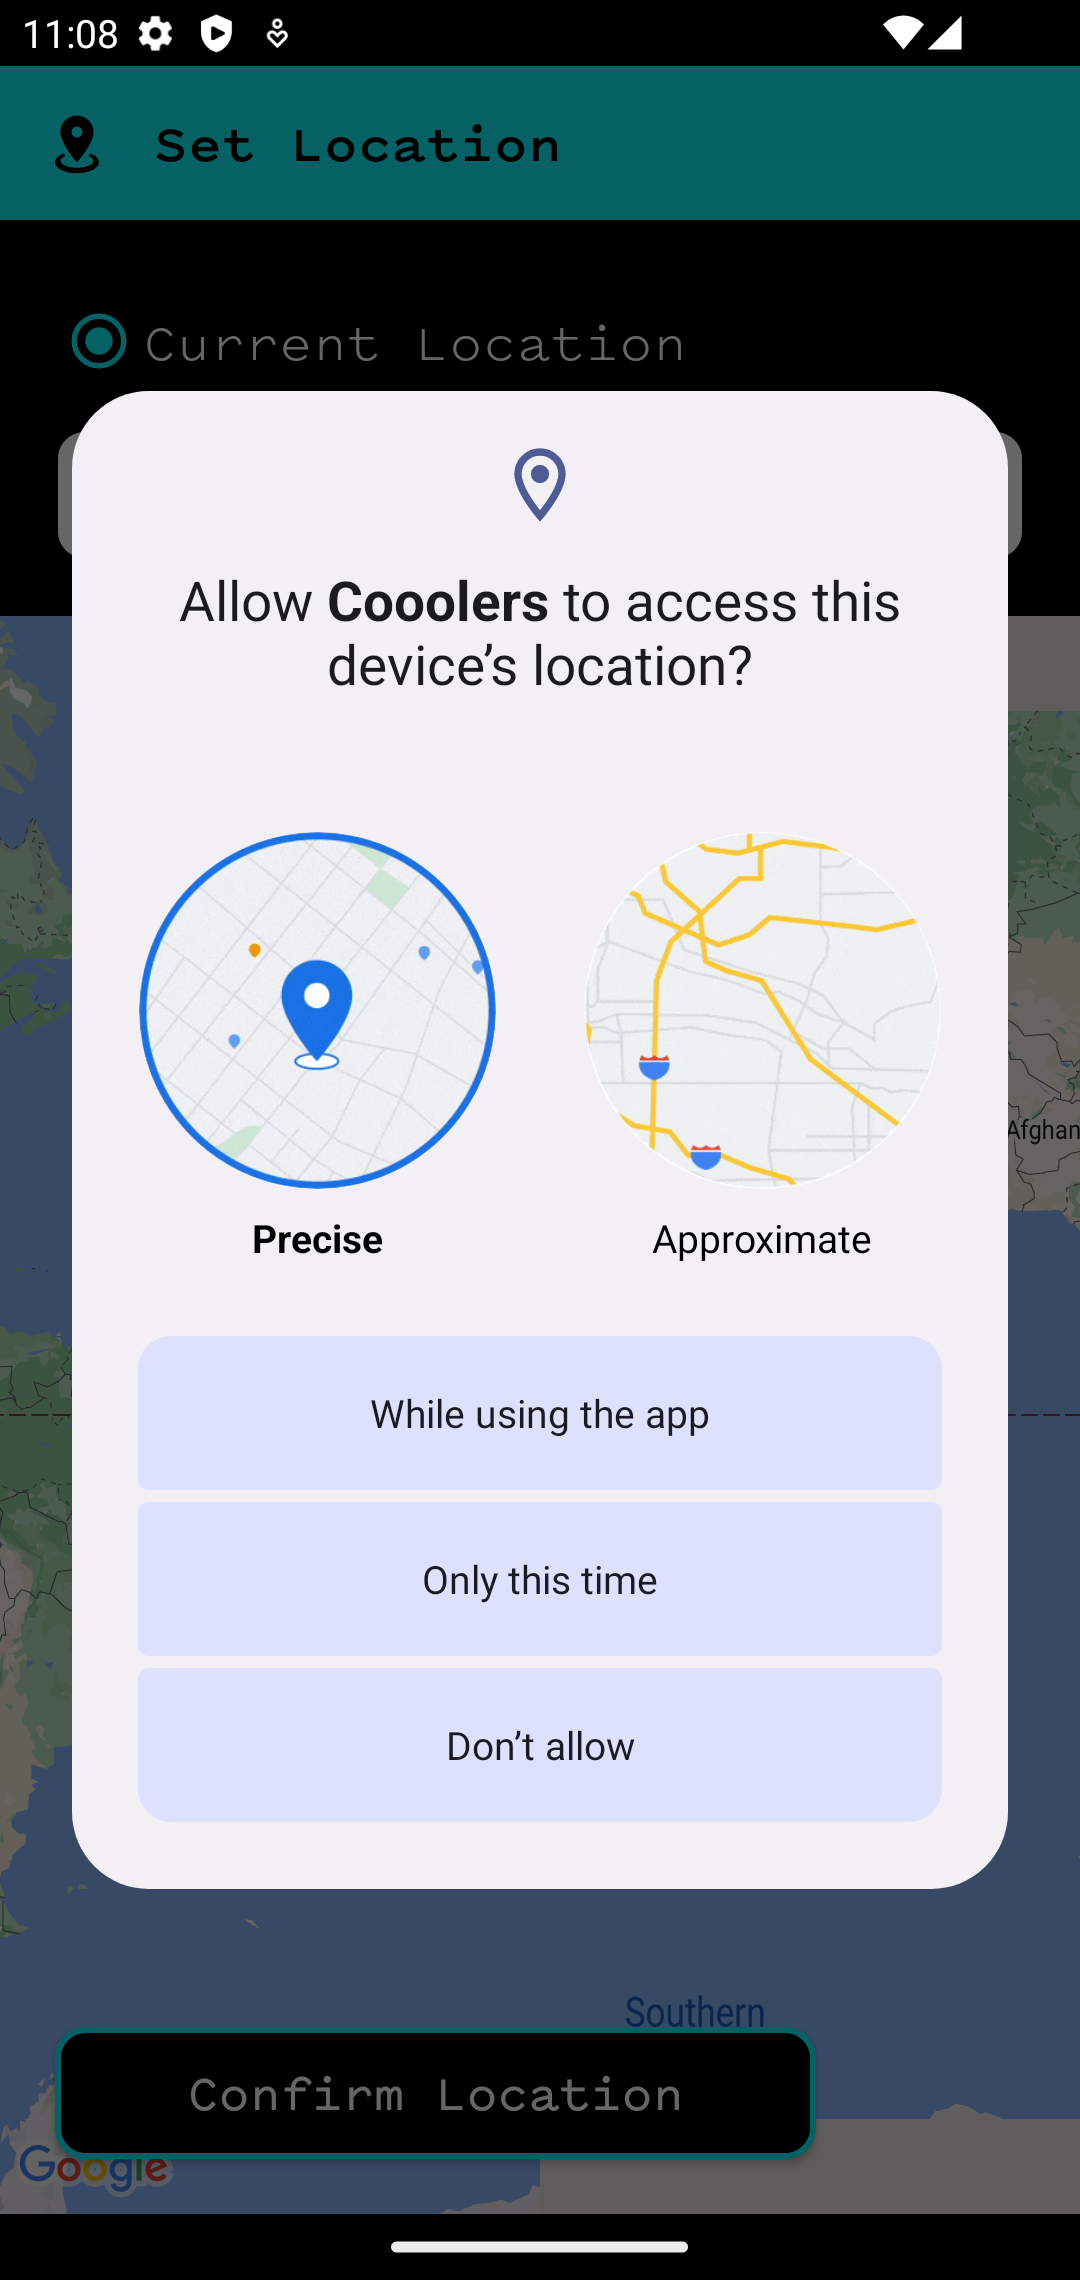 11:08
Set Location
Current Location
Allow Cooolers to access this
device’s location?
Precise
Approximate
While using the app
Only this time
Don’t allow
Afghan
Southern
Confirm Location
Google